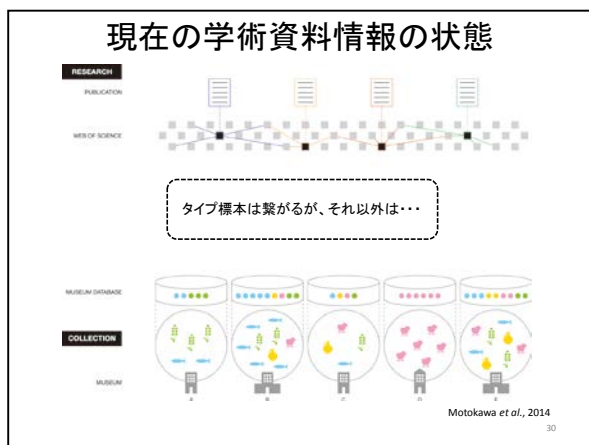 現在の学術資料情報の状態
RESEARCH
PUBLICATION
WEB OF SCIENCE
タイプ標本は繋がるが、それ以外は・・・
MUSEUM DATABASE
COLLECTION
MUSEUM
A B C D E
Motokawa et al., 2014
30